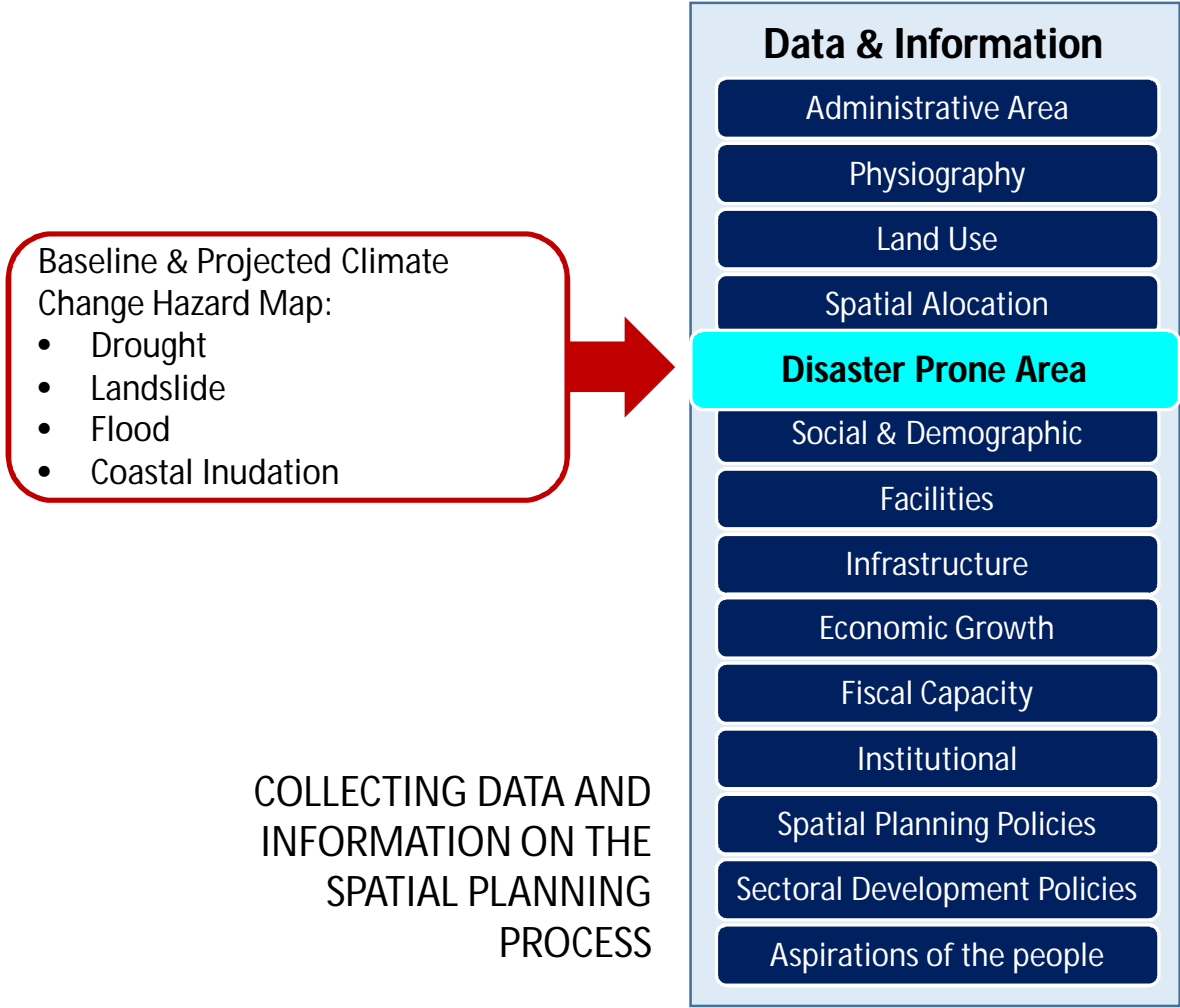 Data & Information
Administrative Area
Physiography
Land Use
Spatial Alocation
Disaster Prone Area
Social & Demographic
Facilities
Infrastructure
Economic Growth
Fiscal Capacity
Institutional
Spatial Planning Policies
Sectoral Development Policies
Aspirations of the people
Baseline & Projected Climate
Change Hazard Map:
• Drought
• Landslide
• Flood
• Coastal Inudation
COLLECTING DATA AND
INFORMATION ON THE
SPATIAL PLANNING
PROCESS